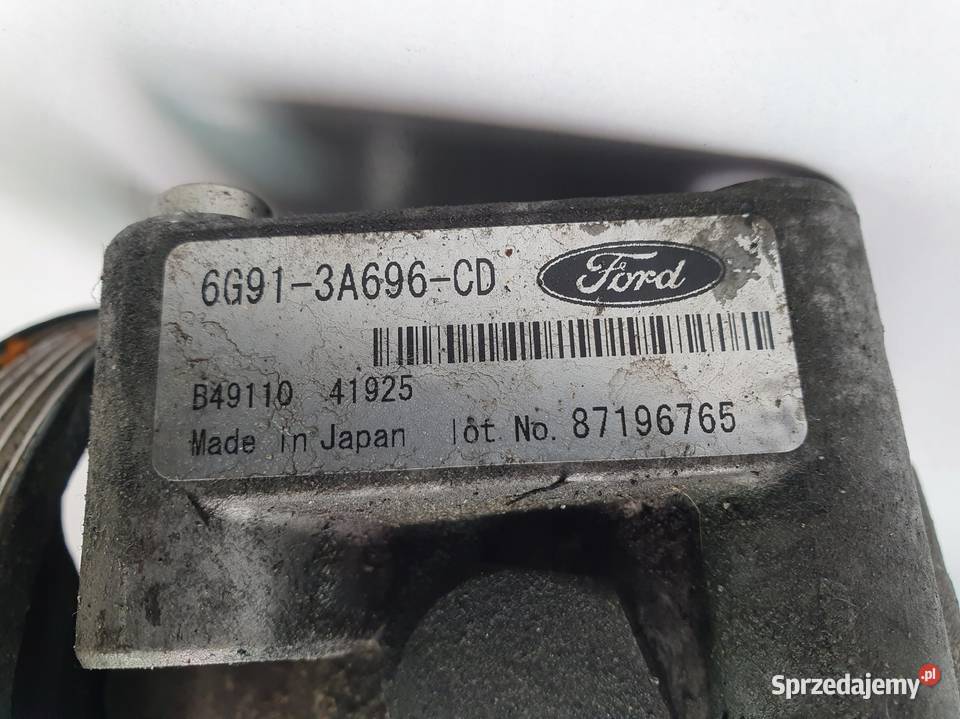 6G91-3A696-CD Ford
B49110 41925
Made in Japan lot No. 87196765
Sprzedajemy.pl